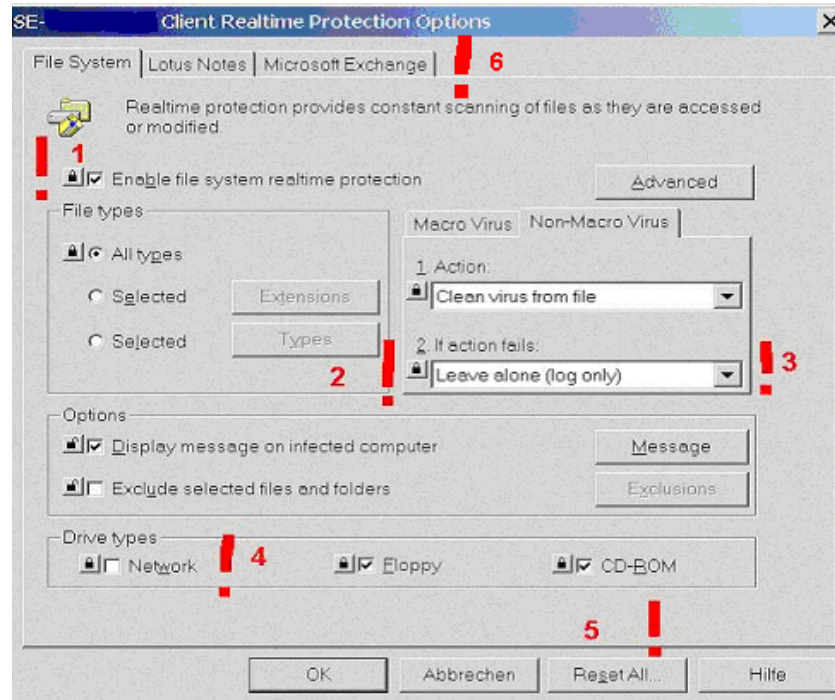 SE- Client Realtime Protection Options
File System Lotus Notes Microsoft Exchange 6
Realtime protection provides constant scanning of files as they are accessed
or modified.
1
Enable file system realtime protection Advanced
File types
Macro Virus Non-Macro Virus
All types
1. Action:
Selected Extensions
Clean virus from file
Selected Types
2. If action fails:
2 3
Leave alone (log only)
Options
Display message on infected computer Message
Exclude selected files and folders Exclusions
Drive types
Network 4 Floppy CD-ROM
5
OK Abbrechen Reset All... Hilfe